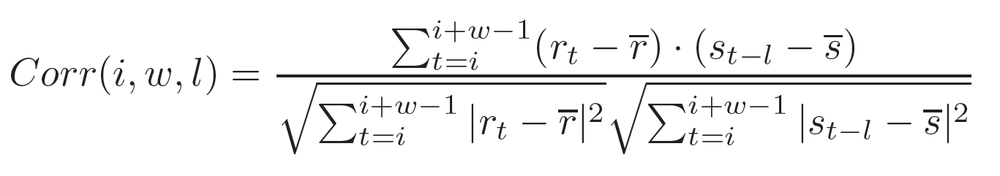 $Corr(i, w, l) = \frac{\sum_{t=i}^{i+w-1} (r_t - \overline{r}) \cdot (s_{t-l} - \overline{s})}{\sqrt{\sum_{t=i}^{i+w-1} |r_t - \overline{r}|^2} \sqrt{\sum_{t=i}^{i+w-1} |s_{t-l} - \overline{s}|^2}}$